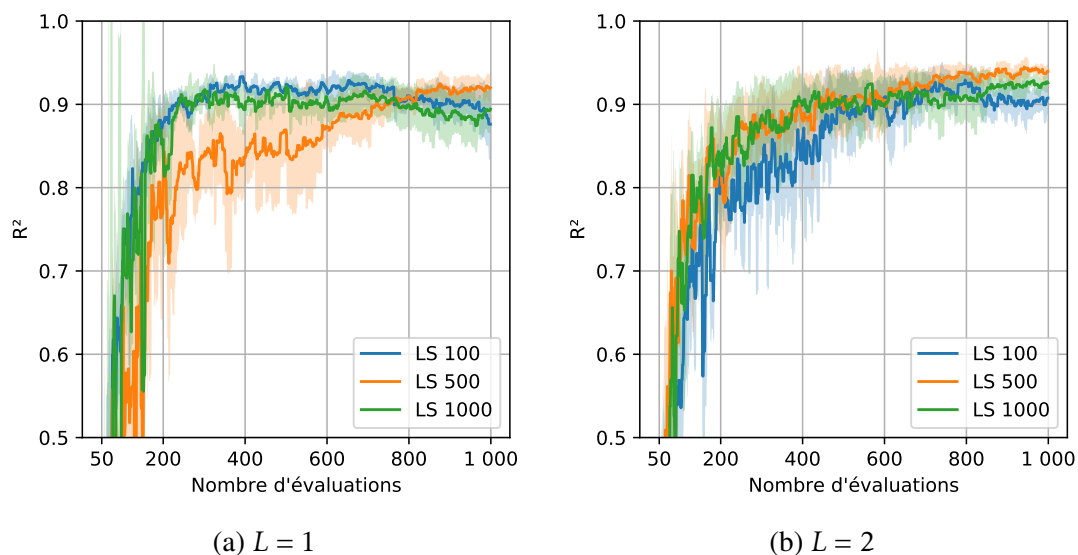 1.0
0.9
0.8
0.7
0.6
0.5
R²
LS 100
LS 500
LS 1000
50 200 400 600 800 1 000
Nombre d'évaluations
(a) L = 1
1.0
0.9
0.8
0.7
0.6
0.5
R²
LS 100
LS 500
LS 1000
50 200 400 600 800 1 000
Nombre d'évaluations
(b) L = 2